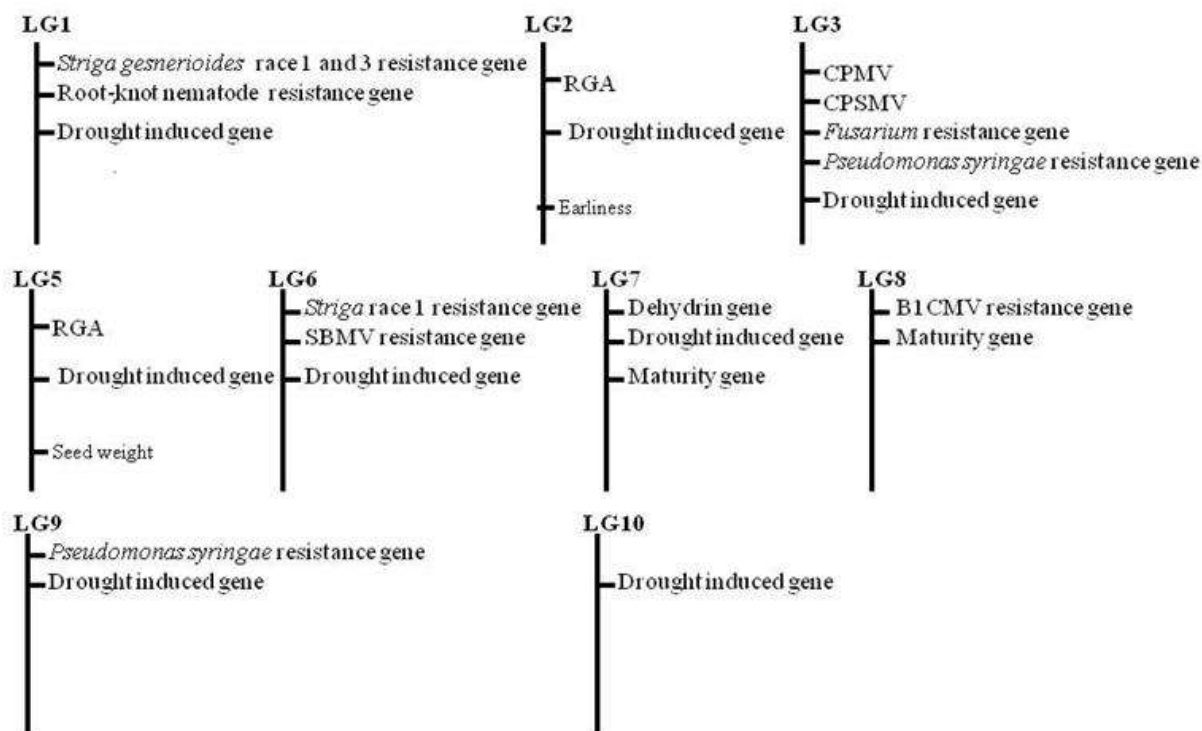 LG1
Striga gesnerioides race 1 and 3 resistance gene
Root-knot nematode resistance gene
Drought induced gene
LG2
RGA
Drought induced gene
Earliness
LG3
CPMV
CPSMV
Fusarium resistance gene
Pseudomonas syringae resistance gene
Drought induced gene
LG5
RGA
Drought induced gene
Seed weight
LG6
Striga race 1 resistance gene
SBMV resistance gene
Drought induced gene
LG7
Dehydrin gene
Drought induced gene
Maturity gene
LG8
B1CMV resistance gene
Maturity gene
LG9
Pseudomonas syringae resistance gene
Drought induced gene
LG10
Drought induced gene